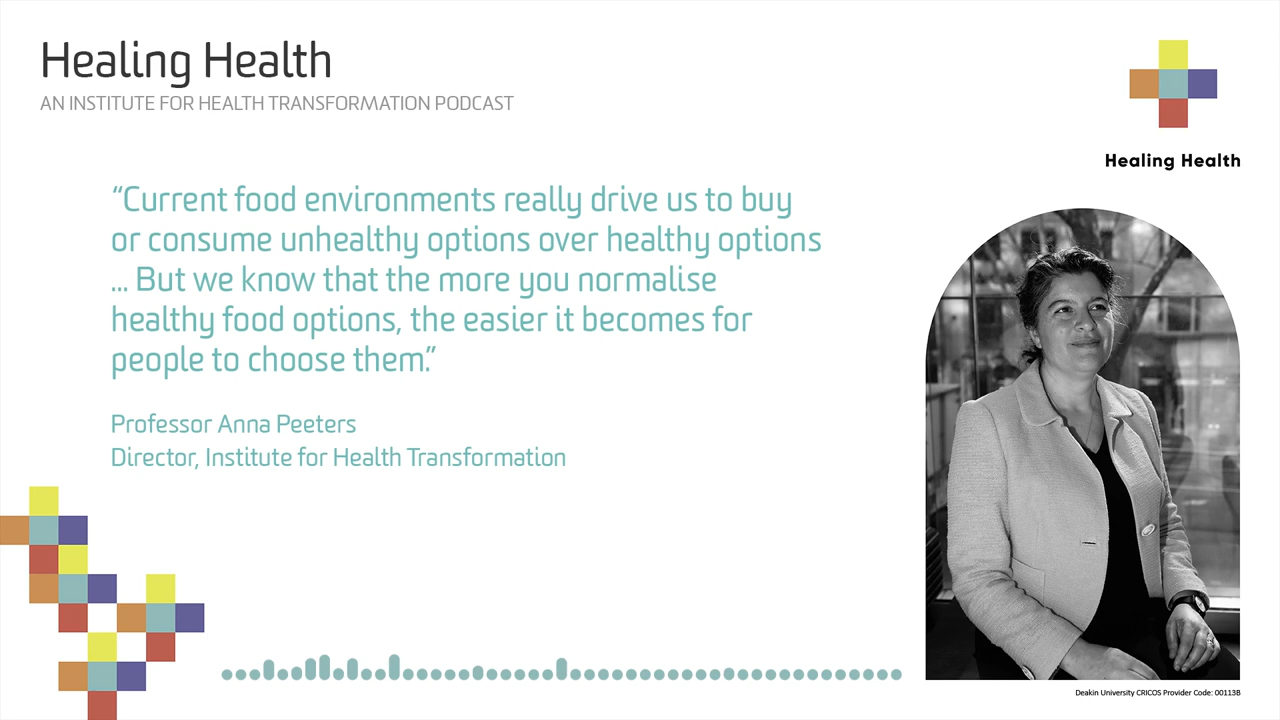 Healing Health
AN INSTITUTE FOR HEALTH TRANSFORMATION PODCAST
Healing Health
“Current food environments really drive us to buy
or consume unhealthy options over healthy options
... But we know that the more you normalise
healthy food options, the easier it becomes for
people to choose them.”
Professor Anna Peeters
Director, Institute for Health Transformation
Deakin University CRICOS Provider Code: 00113B